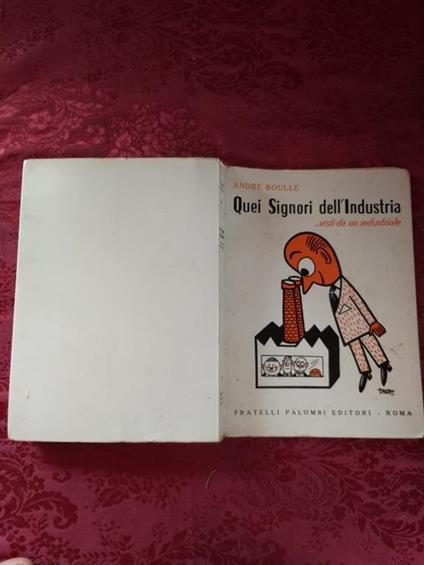 ANDRÉ BOULLE
Quei Signori dell'Industria
..visti da un industriale
FRATELLI PALOMBI EDITORI - ROMA